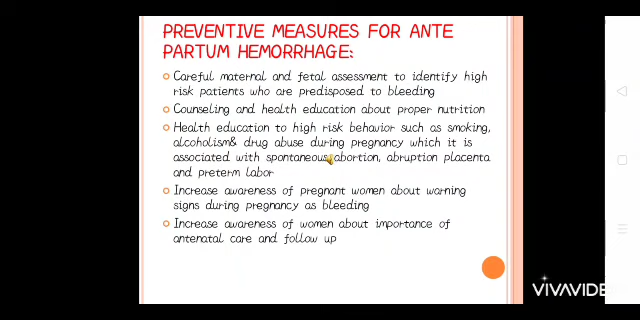 PREVENTIVE MEASURES FOR ANTE
PARTUM HEMORRHAGE:
Careful maternal and fetal assessment to identify high
risk patients who are predisposed to bleeding
Counseling and health education about proper nutrition
Health education to high risk behavior such as smoking,
alcoholism& drug abuse during pregnancy which it is
associated with spontaneous abortion, abruption placenta
and preterm labor
Increase awareness of pregnant women about warning
signs during pregnancy as bleeding
Increase awareness of women about importance of
antenatal care and follow up
VIVAVIDE